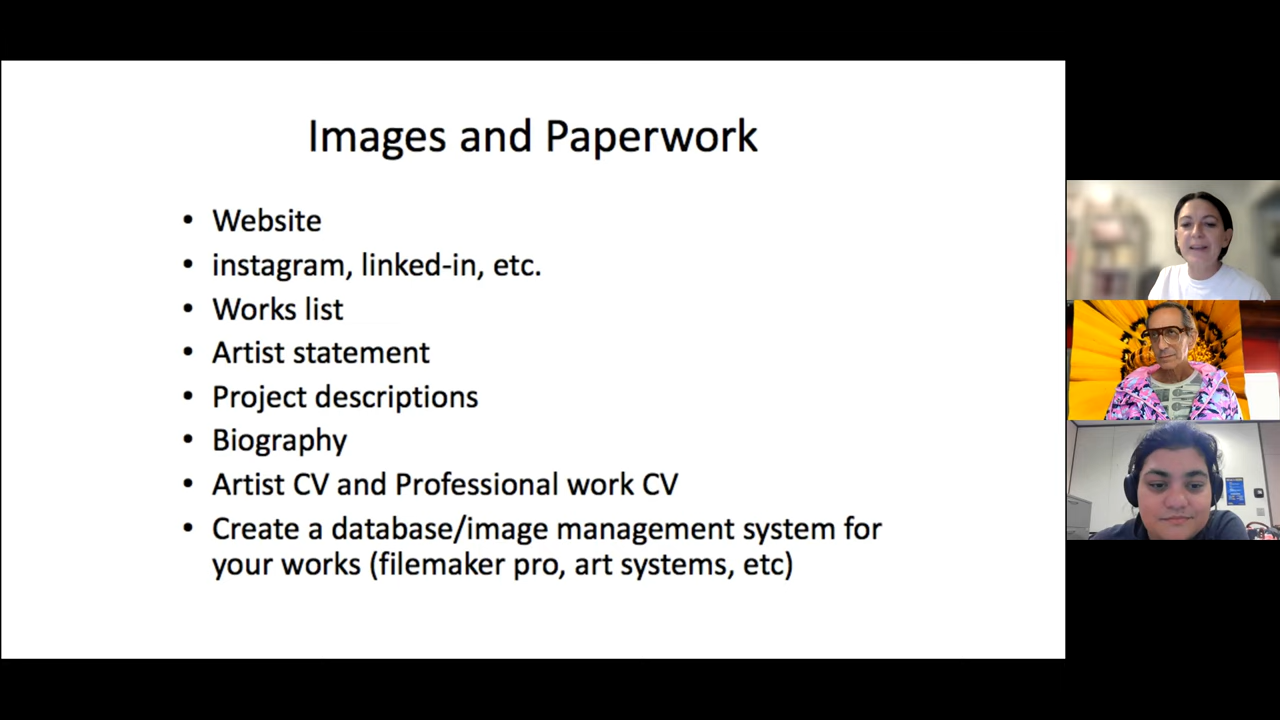 Images and Paperwork
• Website
• instagram, linked-in, etc.
• Works list
• Artist statement
• Project descriptions
• Biography
• Artist CV and Professional work CV
• Create a database/image management system for
your works (filemaker pro, art systems, etc)